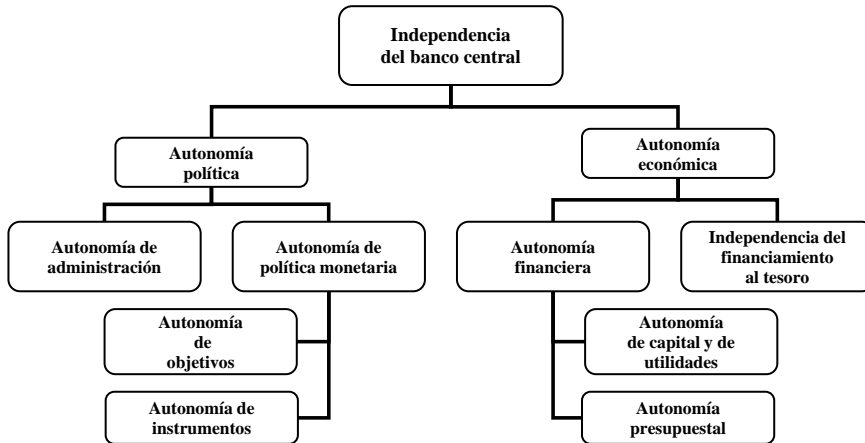 Independencia
del banco central
Autonomía
política
Autonomía
económica
Autonomía de
administración
Autonomía de
política monetaria
Autonomía
financiera
Independencia del
financiamiento
al tesoro
Autonomía
de
objetivos
Autonomía
de capital y de
utilidades
Autonomía de
instrumentos
Autonomía
presupuestal